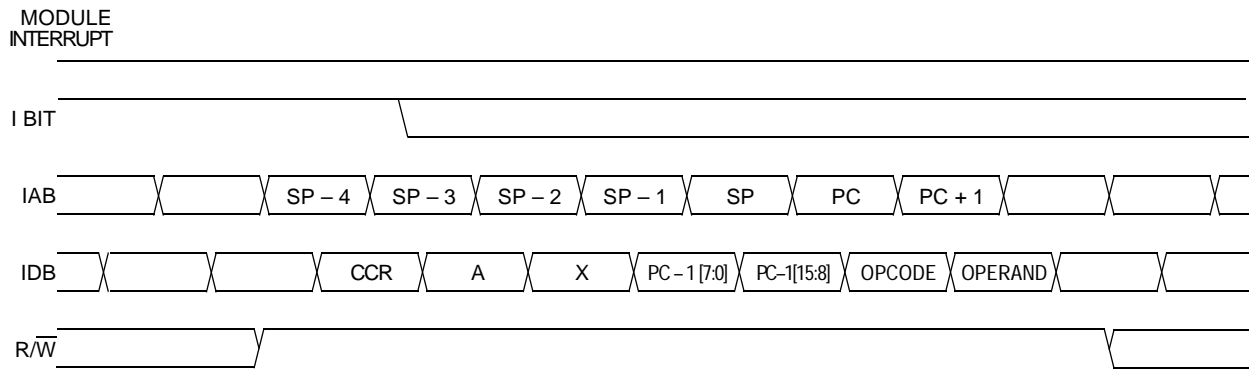 MODULE
INTERRUPT
I BIT
IAB SP – 4 SP – 3 SP – 2 SP – 1 SP PC PC + 1
IDB CCR A X PC – 1 [7:0] PC–1[15:8] OPCODE OPERAND
R/W̅